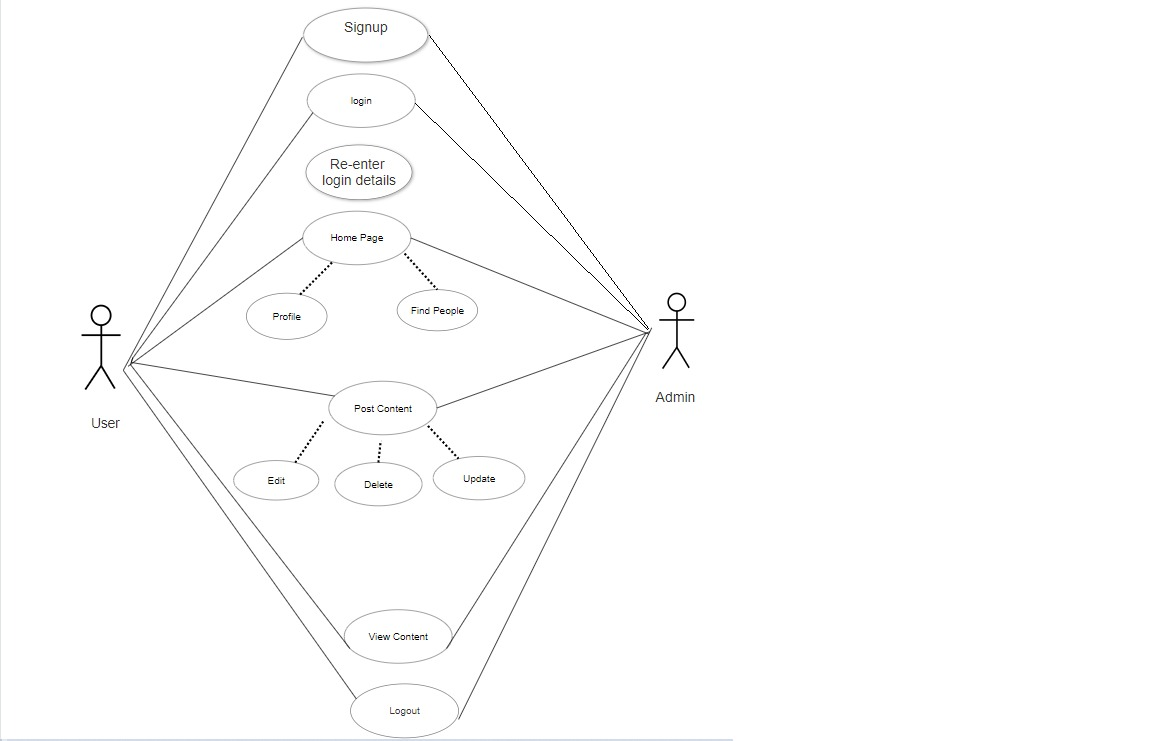 Signup
login
Re-enter
login details
Home Page
Profile
Find People
User
Admin
Post Content
Edit
Delete
Update
View Content
Logout